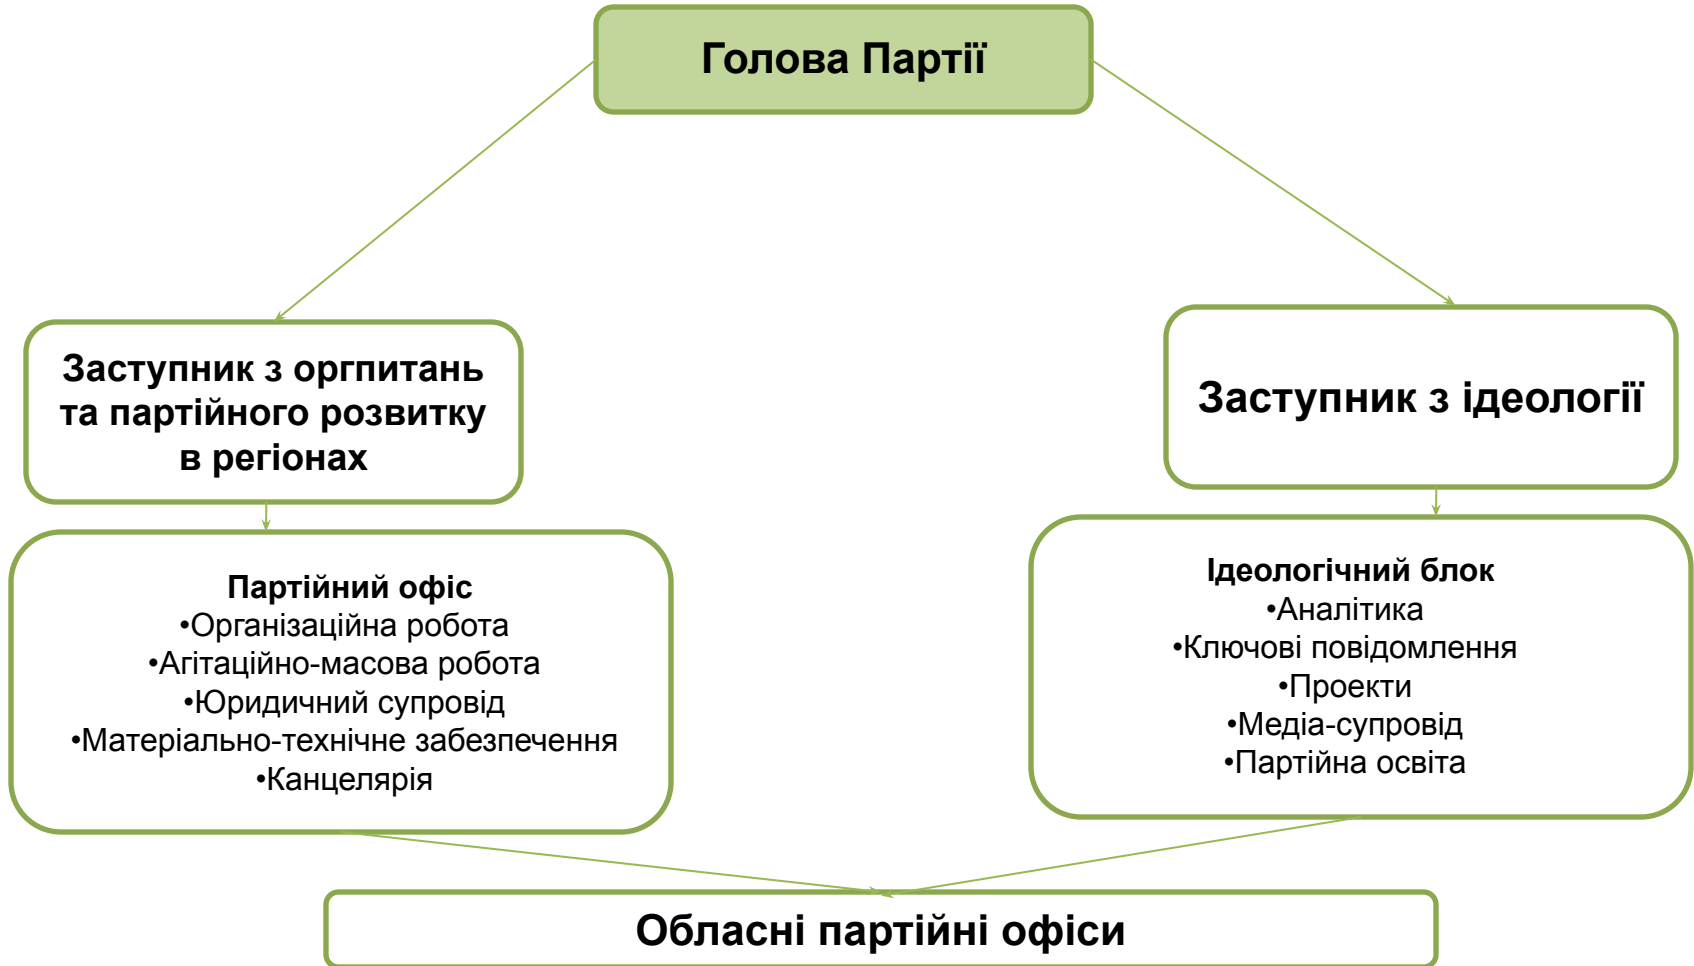 Голова Партії
Заступник з оргпитань
та партійного розвитку
в регіонах
Заступник з ідеології
Партійний офіс
•Організаційна робота
•Агітаційно-масова робота
•Юридичний супровід
•Матеріально-технічне забезпечення
•Канцелярія
Ідеологічний блок
•Аналітика
•Ключові повідомлення
•Проекти
•Медіа-супровід
•Партійна освіта
Обласні партійні офіси